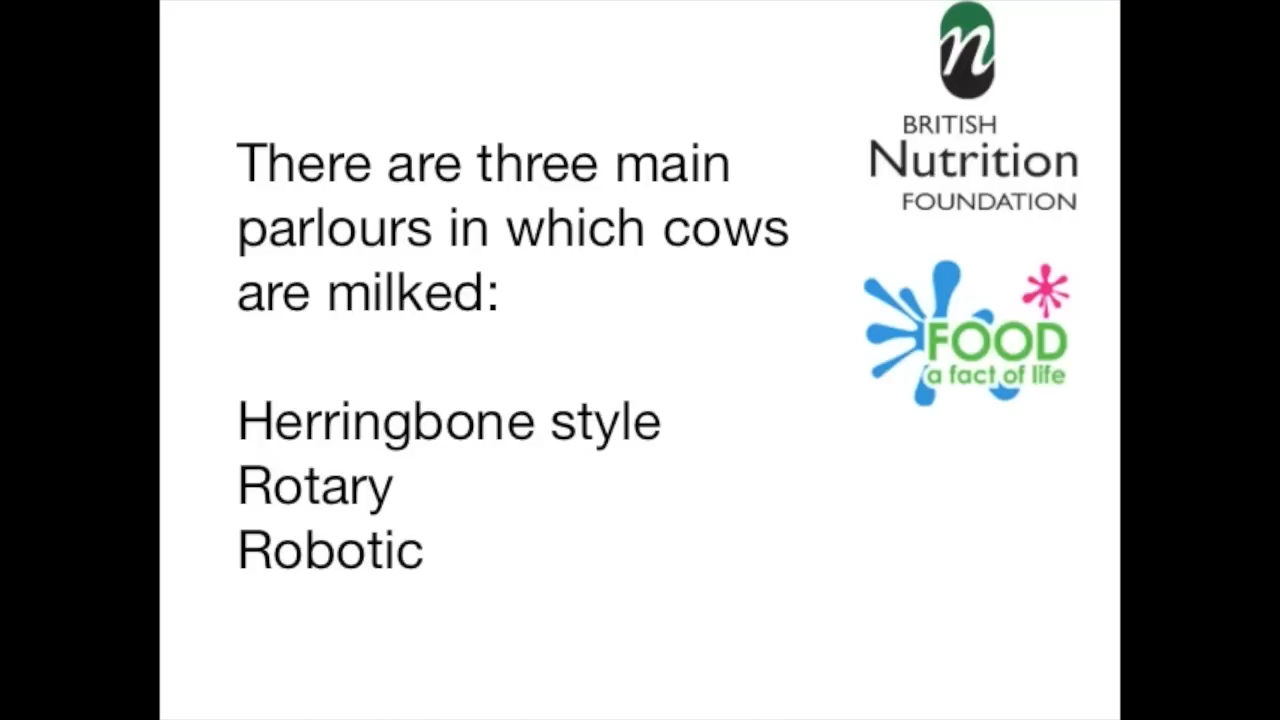 There are three main
parlours in which cows
are milked:
Herringbone style
Rotary
Robotic
n
BRITISH
Nutrition
FOUNDATION
FOOD
a fact of life